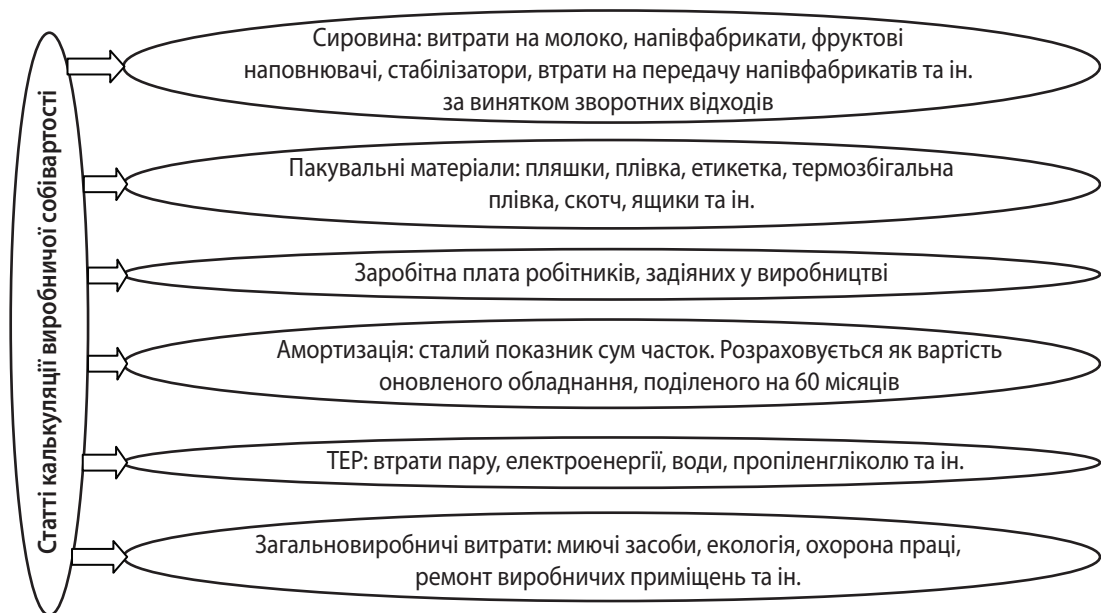 Статті калькуляції виробничої собівартості
Сировина: витрати на молоко, напівфабрикати, фруктові
наповнювачі, стабілізатори, втрати на передачу напівфабрикатів та ін.
за винятком зворотних відходів
Пакувальні матеріали: пляшки, плівка, етикетка, термозбігальна
плівка, скотч, ящики та ін.
Заробітна плата робітників, задіяних у виробництві
Амортизація: сталий показник сум часток. Розраховується як вартість
оновленого обладнання, поділеного на 60 місяців
ТЕР: втрати пару, електроенергії, води, пропіленгліколю та ін.
Загальновиробничі витрати: миючі засоби, екологія, охорона праці,
ремонт виробничих приміщень та ін.